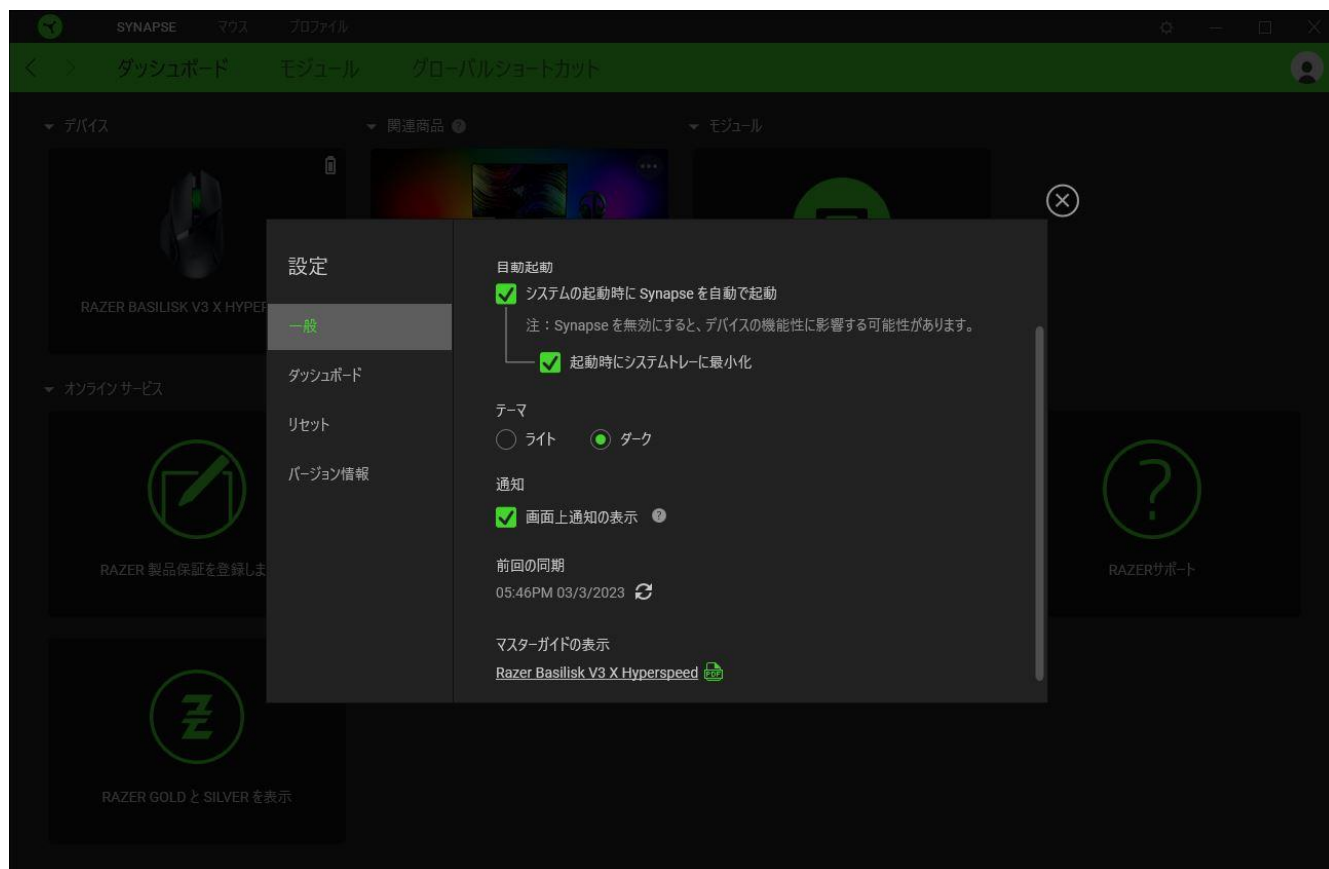 SYNAPSE マウス プロファイル
ダッシュボード モジュール グローバルショートカット
デバイス
関連商品 ?
モジュール
RAZER BASILISK V3 X HYPER
オンライン サービス
RAZER 製品保証を登録しま
RAZERサポート
RAZER GOLD と SILVER を表示
設定
一般
ダッシュボード
リセット
バージョン情報
自動起動
システムの起動時に Synapse を自動で起動
注：Synapse を無効にすると、デバイスの機能性に影響する可能性があります。
起動時にシステムトレーに最小化
テーマ
ライト ダーク
通知
画面上通知の表示 ?
前回の同期
05:46PM 03/3/2023
マスターガイドの表示
Razer Basilisk V3 X Hyperspeed PDF